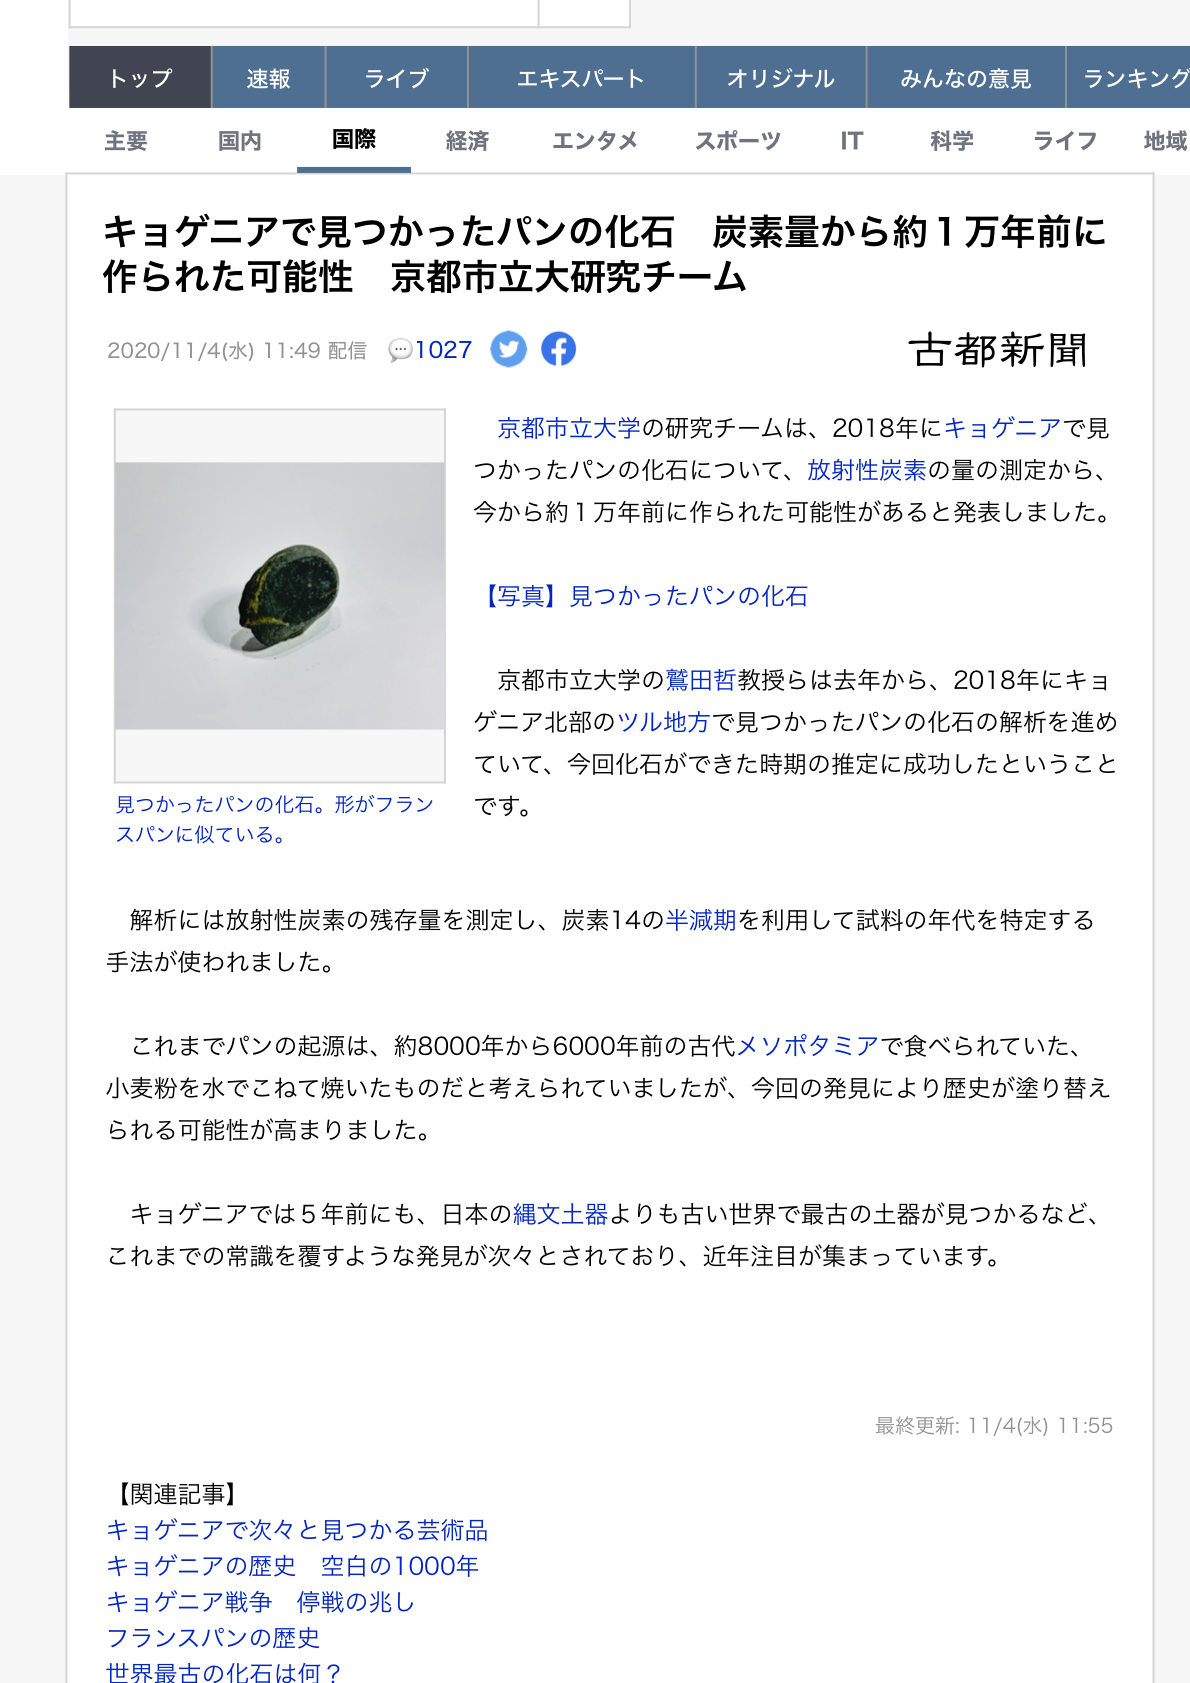 トップ 速報 ライブ エキスパート オリジナル みんなの意見 ランキング
主要 国内 国際 経済 エンタメ スポーツ IT 科学 ライフ 地域
キョゲニアで見つかったパンの化石　炭素量から約１万年前に
作られた可能性　京都市立大研究チーム
2020/11/4(水) 11:49 配信 1027
古都新聞
京都市立大学の研究チームは、2018年にキョゲニアで見
つかったパンの化石について、放射性炭素の量の測定から、
今から約１万年前に作られた可能性があると発表しました。
【写真】見つかったパンの化石
京都市立大学の鷲田哲教授らは去年から、2018年にキョ
ゲニア北部のツル地方で見つかったパンの化石の解析を進め
ていて、今回化石ができた時期の推定に成功したということ
です。
見つかったパンの化石。形がフラン
スパンに似ている。
解析には放射性炭素の残存量を測定し、炭素14の半減期を利用して試料の年代を特定する
手法が使われました。
これまでパンの起源は、約8000年から6000年前の古代メソポタミアで食べられていた、
小麦粉を水でこねて焼いたものだと考えられていましたが、今回の発見により歴史が塗り替え
られる可能性が高まりました。
キョゲニアでは５年前にも、日本の縄文土器よりも古い世界で最古の土器が見つかるなど、
これまでの常識を覆すような発見が次々とされており、近年注目が集まっています。
最終更新: 11/4(水) 11:55
【関連記事】
キョゲニアで次々と見つかる芸術品
キョゲニアの歴史　空白の1000年
キョゲニア戦争　停戦の兆し
フランスパンの歴史
世界最古の化石は何？